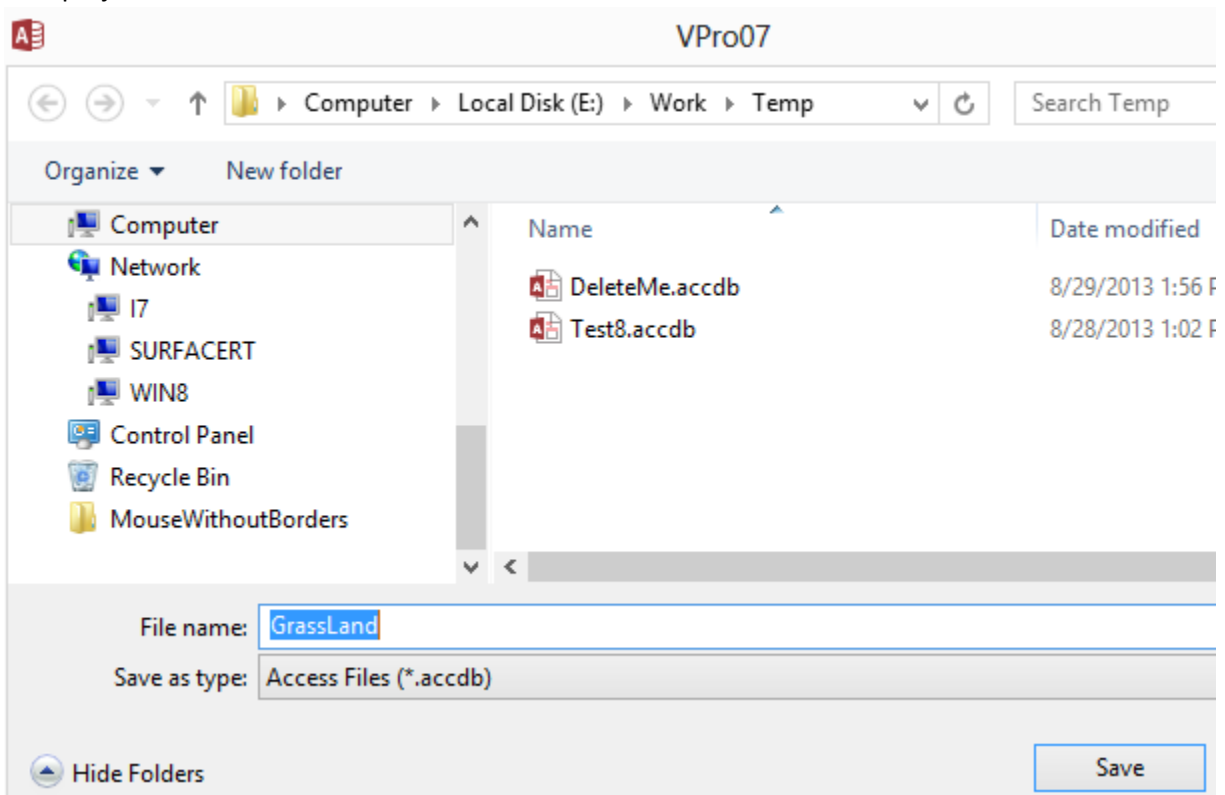 VPro07
Computer Local Disk (E:) Work Temp Search Temp
Organize New folder
Computer
Network
I7
SURFACERT
WIN8
Control Panel
Recycle Bin
MouseWithoutBorders
Name Date modified
DeleteMe.accdb 8/29/2013 1:56
Test8.accdb 8/28/2013 1:02
File name: GrassLand
Save as type: Access Files (*.accdb)
Hide Folders Save